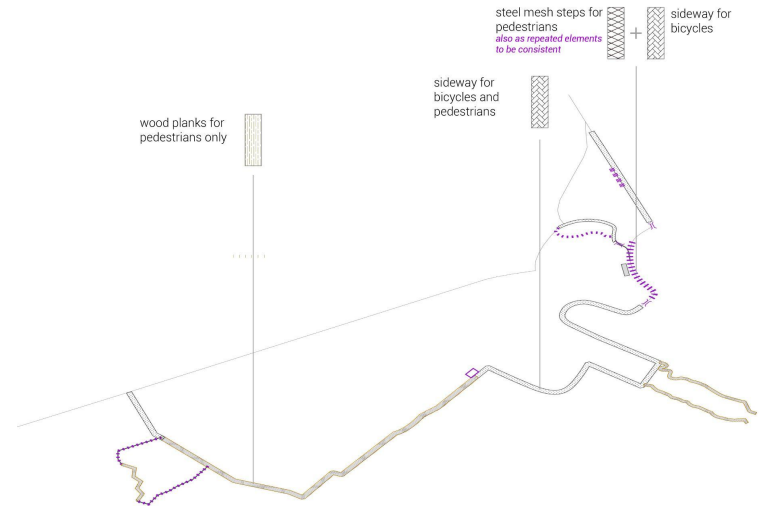 steel mesh steps for
pedestrians
also as repeated elements
to be consistent
sideway for
bicycles
sideway for
bicycles and
pedestrians
wood planks for
pedestrians only